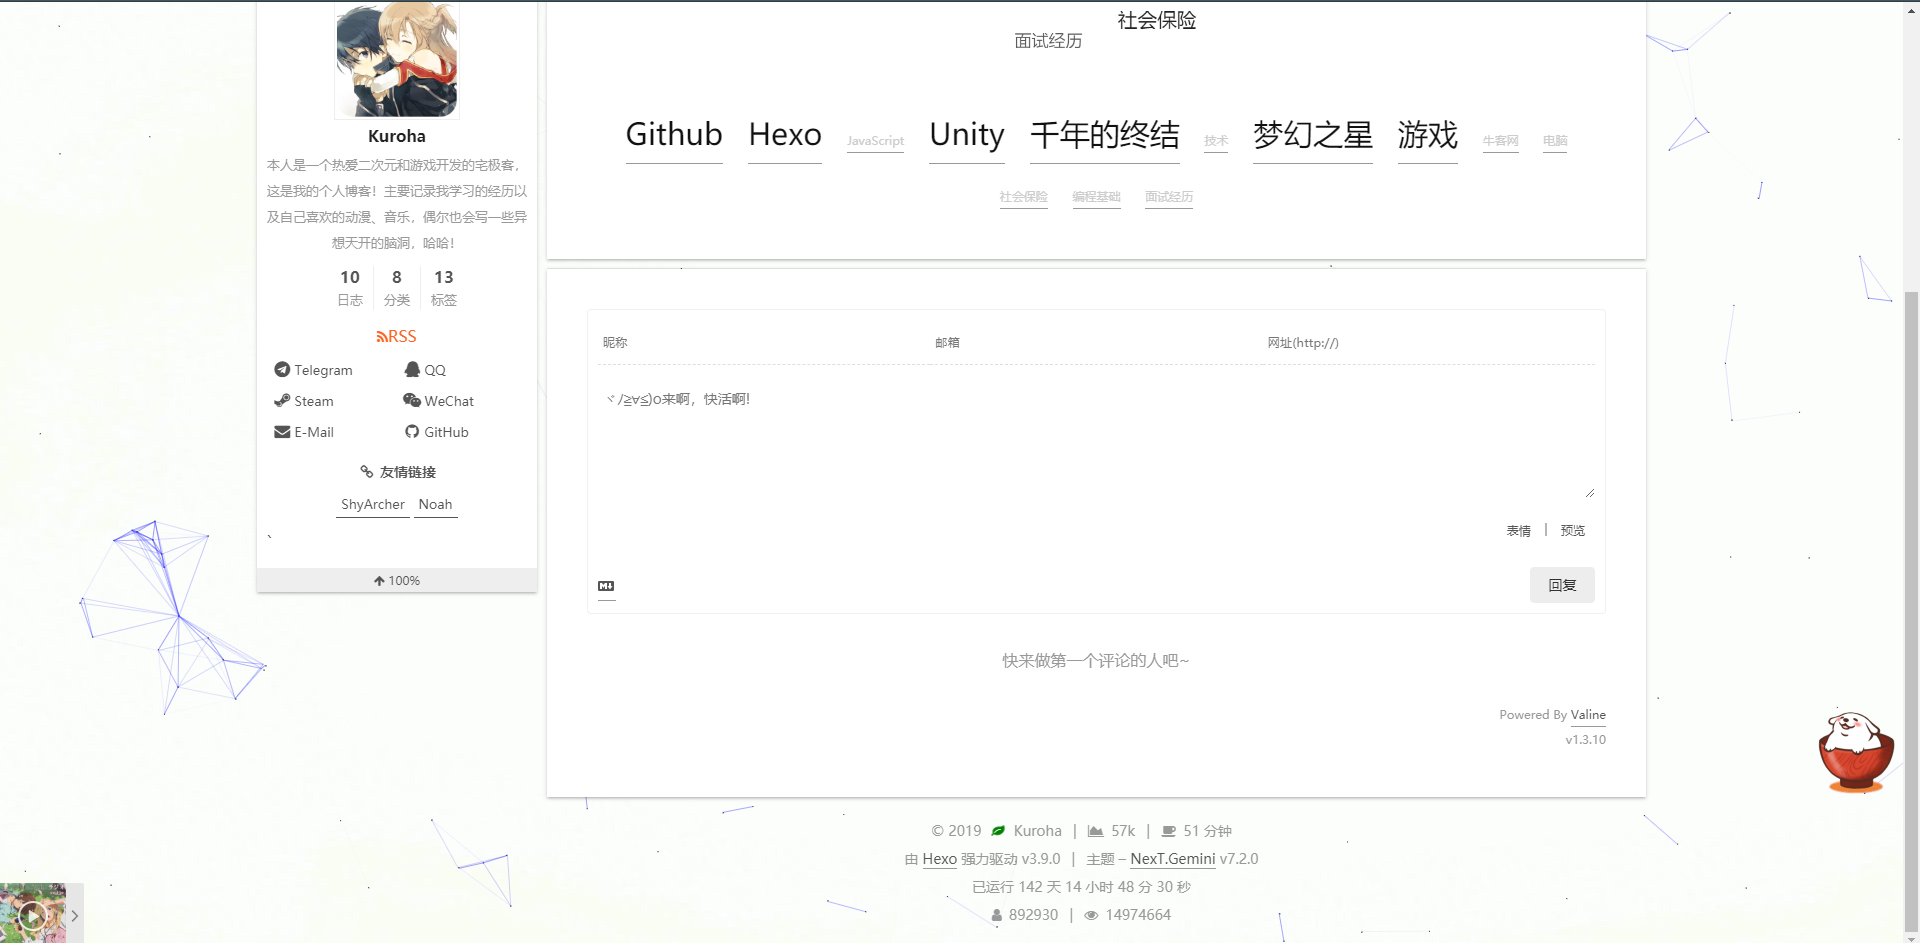 Kuroha
本人是一个热爱二次元和游戏开发的宅极客，
这是我的个人博客！主要记录我学习的经历以
及自己喜欢的动漫、音乐，偶尔也会写一些异
想天开的脑洞，哈哈！
10 8 13
日志 分类 标签
RSS
Telegram QQ
Steam WeChat
E-Mail GitHub
友情链接
ShyArcher Noah
、
100%
社会保险
面试经历
Github Hexo JavaScript Unity 千年的终结 技术 梦幻之星 游戏 牛客网 电脑
社会保险 编程基础 面试经历
昵称 邮箱 网址(http://)
ヾﾉ≧∀≦)o来啊，快活啊!
表情 | 预览
M↓
回复
快来做第一个评论的人吧~
Powered By Valine
v1.3.10
© 2019 Kuroha | 57k | 51 分钟
由 Hexo 强力驱动 v3.9.0 | 主题 – NexT.Gemini v7.2.0
已运行 142 天 14 小时 48 分 30 秒
892930 | 14974664